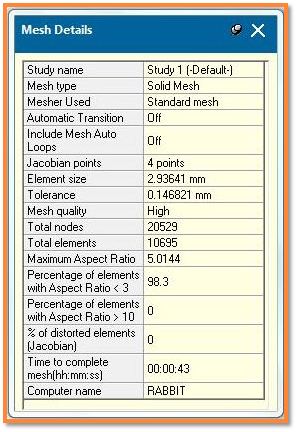 Mesh Details
Study name Study 1 (-Default-)
Mesh type Solid Mesh
Mesher Used Standard mesh
Automatic Transition Off
Include Mesh Auto
Loops Off
Jacobian points 4 points
Element size 2.93641 mm
Tolerance 0.146821 mm
Mesh quality High
Total nodes 20529
Total elements 10695
Maximum Aspect Ratio 5.0144
Percentage of elements
with Aspect Ratio < 3 98.3
Percentage of elements
with Aspect Ratio > 10 0
% of distorted elements
(Jacobian) 0
Time to complete
mesh(hh:mm:ss) 00:00:43
Computer name RABBIT